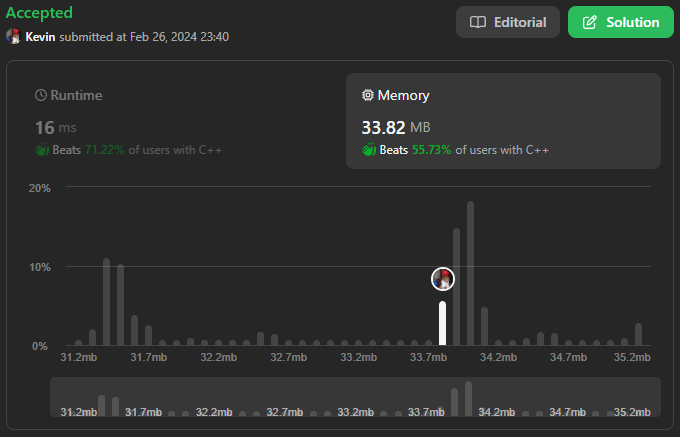 Accepted
Editorial
Solution
Kevin submitted at Feb 26, 2024 23:40
Runtime
16 ms
Beats 71.22% of users with C++
Memory
33.82 MB
Beats 55.73% of users with C++
20%
10%
0%
31.2mb 31.7mb 32.2mb 32.7mb 33.2mb 33.7mb 34.2mb 34.7mb 35.2mb
31.2mb 31.7mb 32.2mb 32.7mb 33.2mb 33.7mb 34.2mb 34.7mb 35.2mb